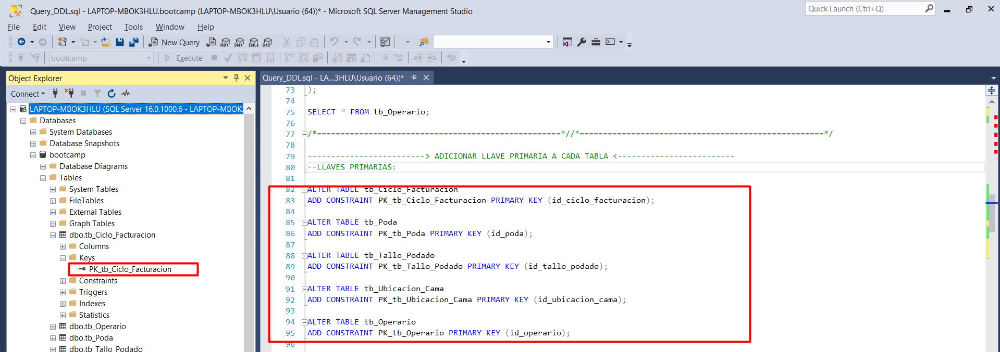 Query_DDL.sql - LAPTOP-MBOK3HLU.bootcamp (LAPTOP-MBOK3HLU\Usuario (64))* - Microsoft SQL Server Management Studio
Quick Launch (Ctrl+Q)
File Edit View Project Tools Window Help
New Query MDX DMX XMLA DAX
bootcamp Execute
Object Explorer
Connect
LAPTOP-MBOK3HLU (SQL Server 16.0.1000.6 - LAPTOP-MBOK3
Databases
System Databases
Database Snapshots
bootcamp
Database Diagrams
Tables
System Tables
FileTables
External Tables
Graph Tables
dbo.tb_Ciclo_Facturacion
Columns
Keys
PK_tb_Ciclo_Facturacion
Constraints
Triggers
Indexes
Statistics
dbo.tb_Operario
dbo.tb_Poda
dbo.tb_Tallo_Podado
Query_DDL.sql - LA...3HLU\Usuario (64))*
73 );
74
75 SELECT * FROM tb_Operario;
76
77 /*====================================================*//*====================================================*/
78
79 -------------------------> ADICIONAR LLAVE PRIMARIA A CADA TABLA <-------------------------
80 --LLAVES PRIMARIAS:
81
82 ALTER TABLE tb_Ciclo_Facturacion
83 ADD CONSTRAINT PK_tb_Ciclo_Facturacion PRIMARY KEY (id_ciclo_facturacion);
84
85 ALTER TABLE tb_Poda
86 ADD CONSTRAINT PK_tb_Poda PRIMARY KEY (id_poda);
87
88 ALTER TABLE tb_Tallo_Podado
89 ADD CONSTRAINT PK_tb_Tallo_Podado PRIMARY KEY (id_tallo_podado);
90
91 ALTER TABLE tb_Ubicacion_Cama
92 ADD CONSTRAINT PK_tb_Ubicacion_Cama PRIMARY KEY (id_ubicacion_cama);
93
94 ALTER TABLE tb_Operario
95 ADD CONSTRAINT PK_tb_Operario PRIMARY KEY (id_operario);
96